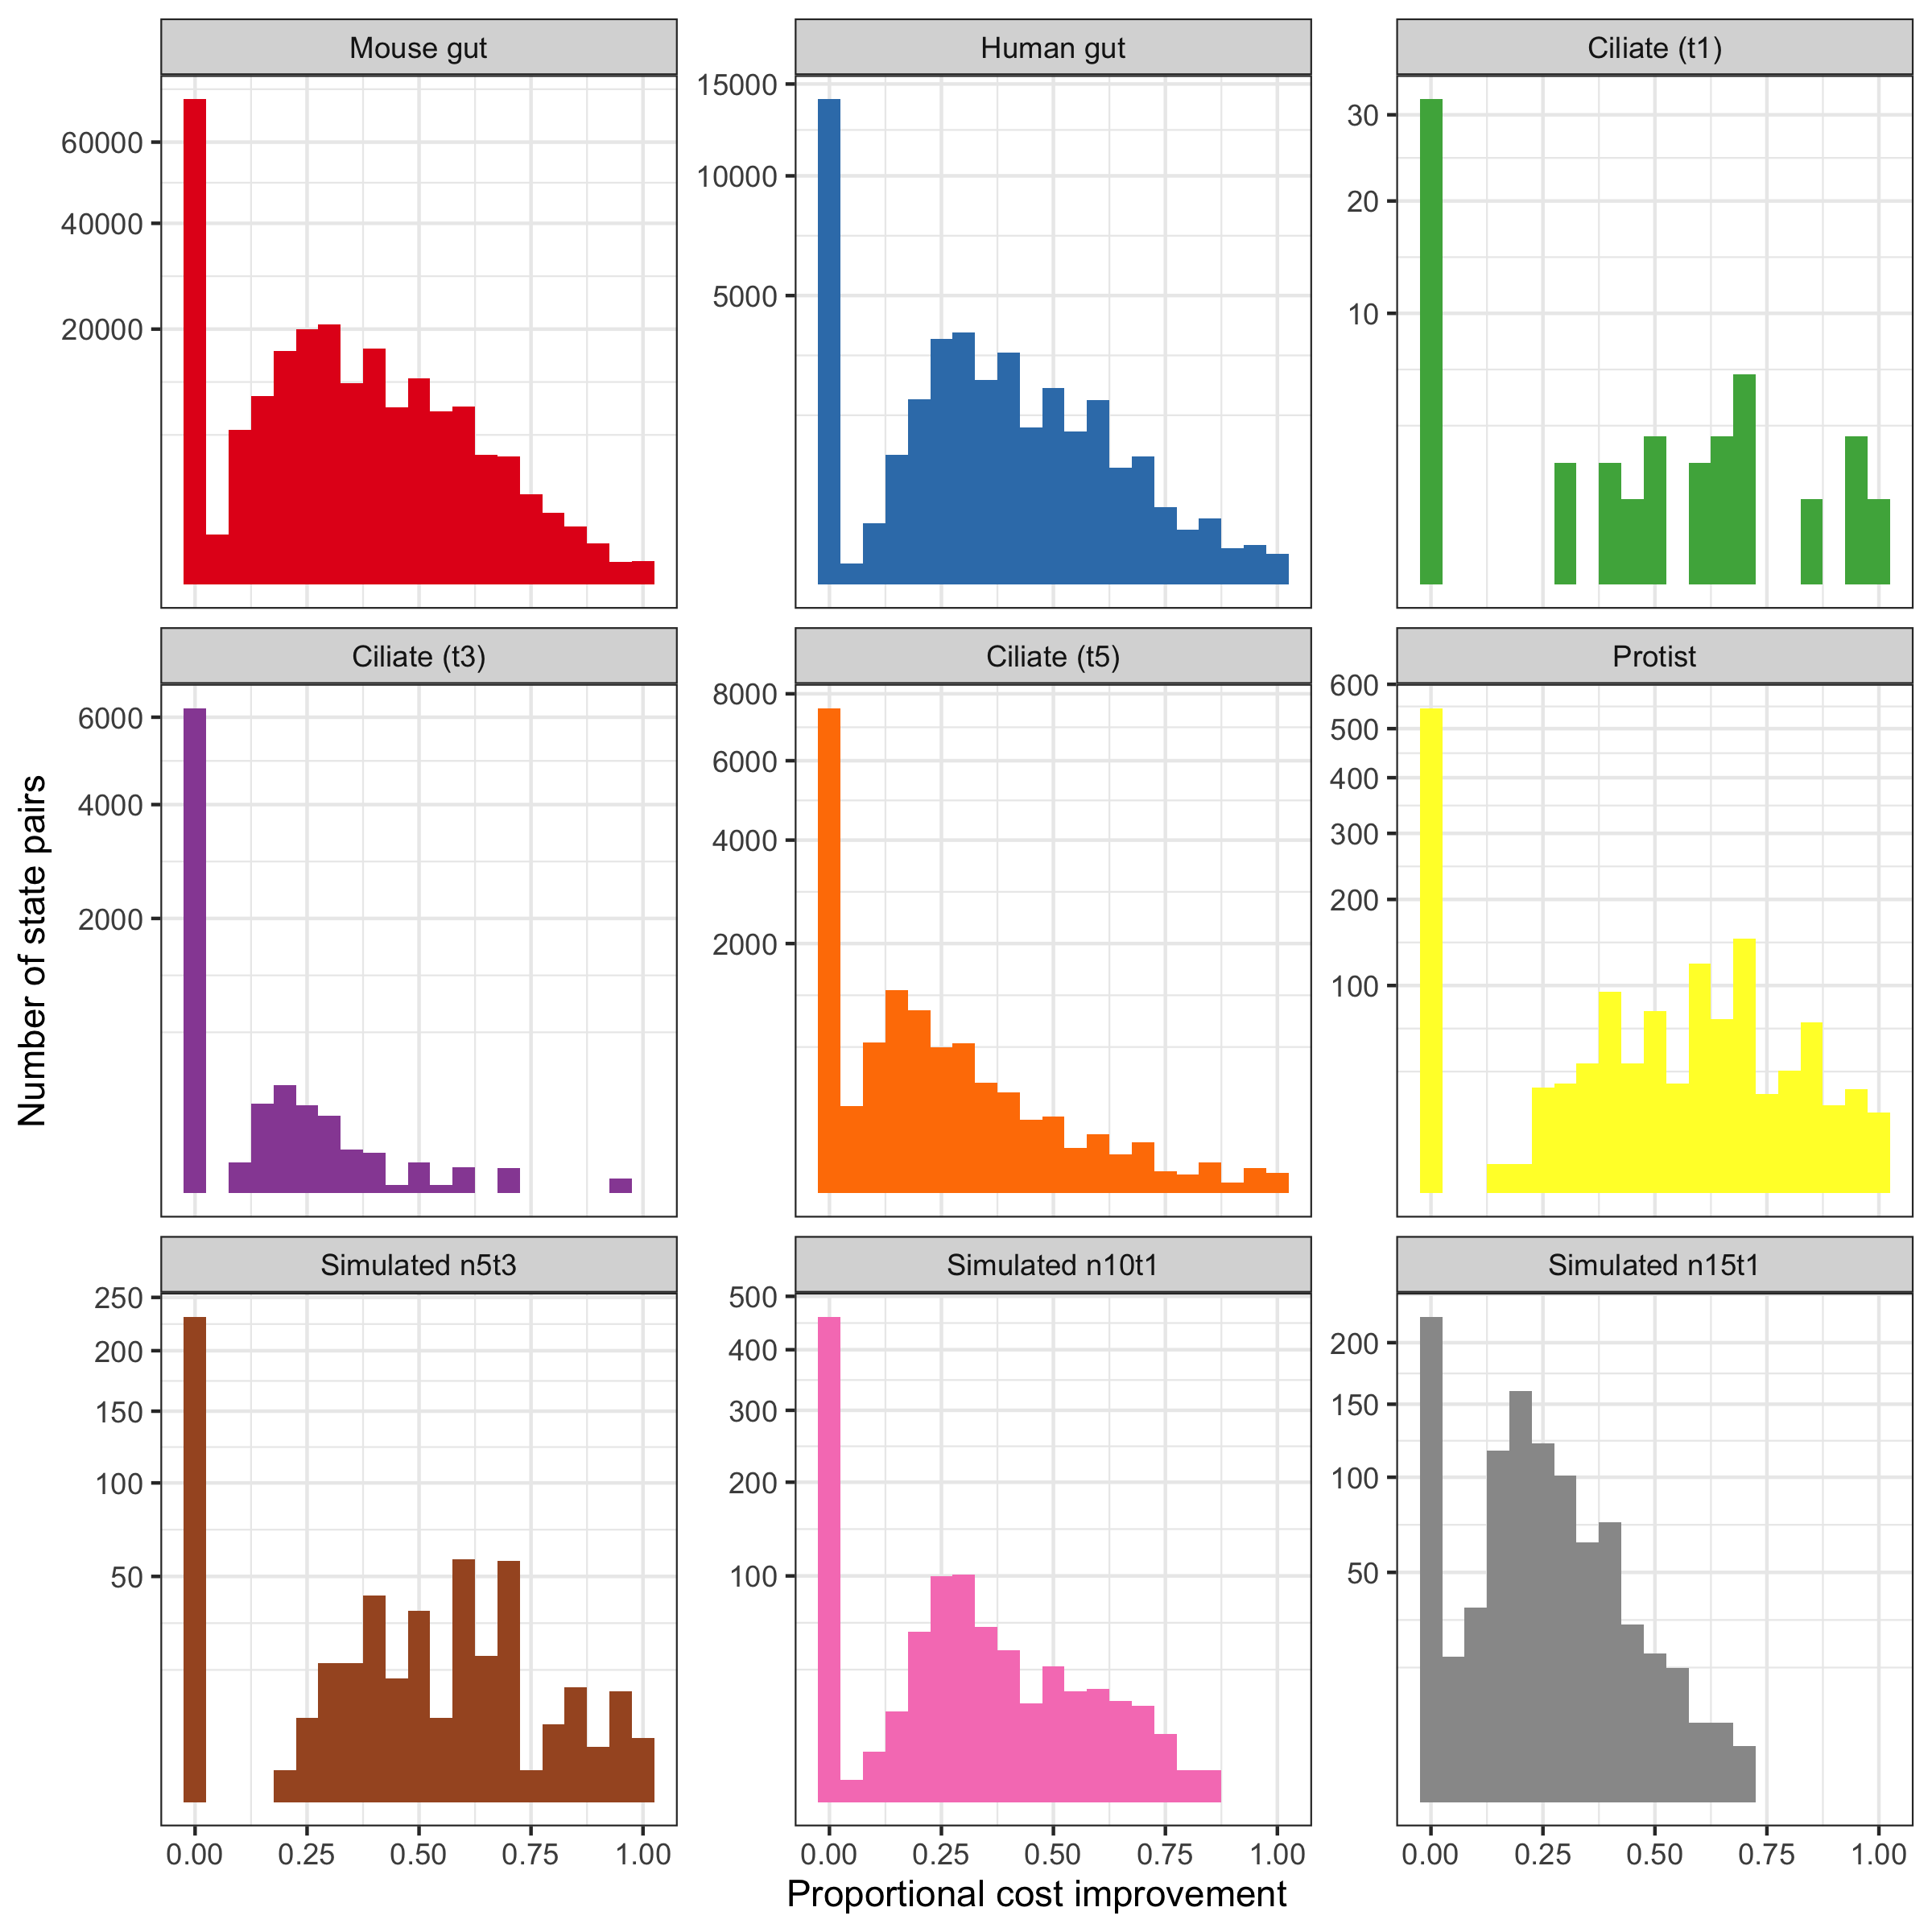 Mouse gut
Human gut
Ciliate (t1)
60000
40000
20000
15000
10000
5000
30
20
10
Ciliate (t3)
Ciliate (t5)
Protist
6000
4000
2000
8000
6000
4000
2000
600
500
400
300
200
100
Number of state pairs
Simulated n5t3
Simulated n10t1
Simulated n15t1
250
200
150
100
50
500
400
300
200
100
200
150
100
50
0.00 0.25 0.50 0.75 1.00
0.00 0.25 0.50 0.75 1.00
0.00 0.25 0.50 0.75 1.00
Proportional cost improvement